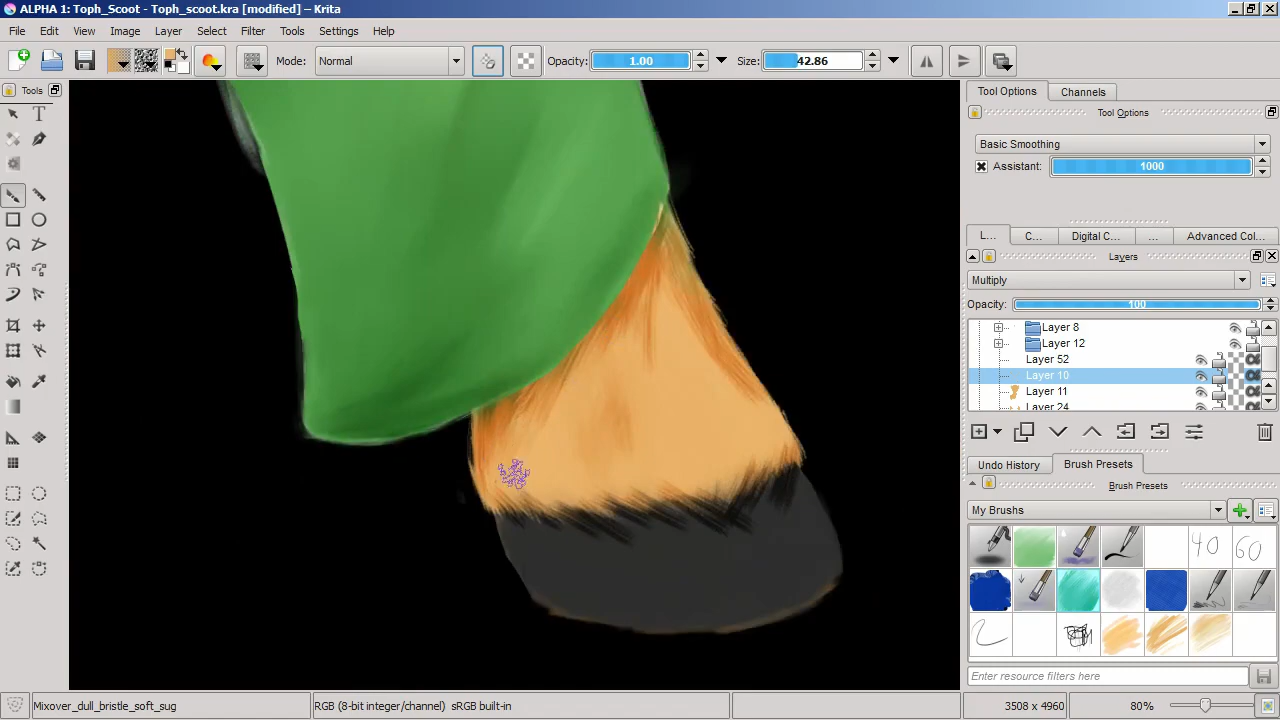 ALPHA 1: Toph_Scoot - Toph_scoot.kra [modified] – Krita
File Edit View Image Layer Select Filter Tools Settings Help
Mode: Normal Opacity: 1.00 Size: 42.86
Tools
T
Tool Options Channels
Tool Options
Basic Smoothing
Assistant: 1000
L... C... Digital C... ... Advanced Col...
Layers
Multiply
Opacity: 100
Layer 8
Layer 12
Layer 52
Layer 10
Layer 11
Layer 24
Undo History Brush Presets
Brush Presets
My Brushes
40 60
Enter resource filters here
Mixover_dull_bristle_soft_sug RGB (8-bit integer/channel) sRGB built-in 3508 x 4960 80%